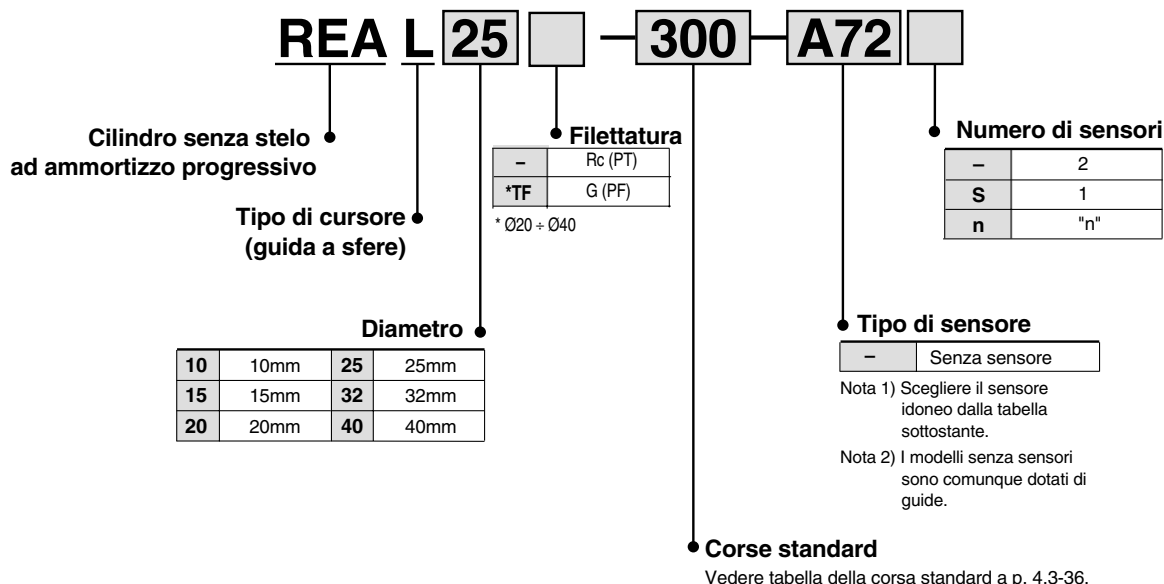 REA L 25 – 300 – A72
Cilindro senza stelo
ad ammortizzo progressivo
Tipo di cursore
(guida a sfere)
Diametro
10 10mm 25 25mm
15 15mm 32 32mm
20 20mm 40 40mm
Filettatura
– Rc (PT)
*TF G (PF)
* Ø20 ÷ Ø40
Numero di sensori
– 2
S 1
n "n"
Tipo di sensore
– Senza sensore
Nota 1) Scegliere il sensore
idoneo dalla tabella
sottostante.
Nota 2) I modelli senza sensori
sono comunque dotati di
guide.
Corse standard
Vedere tabella della corsa standard a p. 4.3-36.